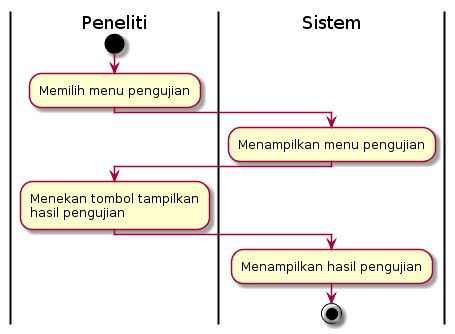 Peneliti
Sistem
Memilih menu pengujian
Menampilkan menu pengujian
Menekan tombol tampilkan
hasil pengujian
Menampilkan hasil pengujian